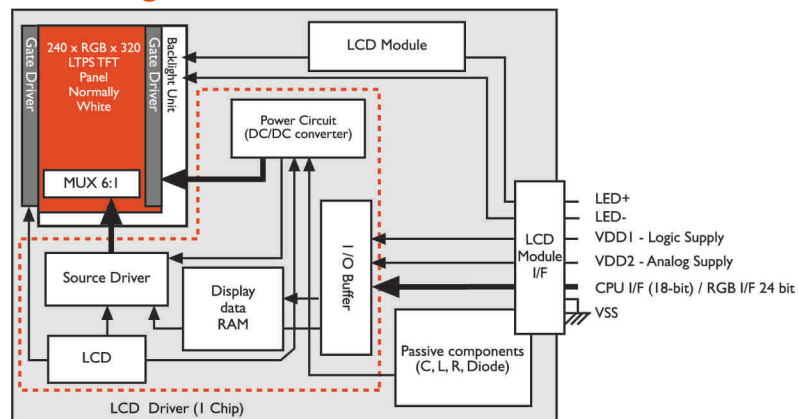 Gate Driver
240 x RGB x 320
LTPS TFT
Panel
Normally
White
Gate Driver
Backlight Unit
MUX 6:1
LCD Module
Power Circuit
(DC/DC converter)
Source Driver
Display
data
RAM
I/O Buffer
LCD
Passive components
(C, L, R, Diode)
LCD
Module
I/F
LED+
LED-
VDD1 - Logic Supply
VDD2 - Analog Supply
CPU I/F (18-bit) / RGB I/F 24 bit
VSS
LCD Driver (1 Chip)